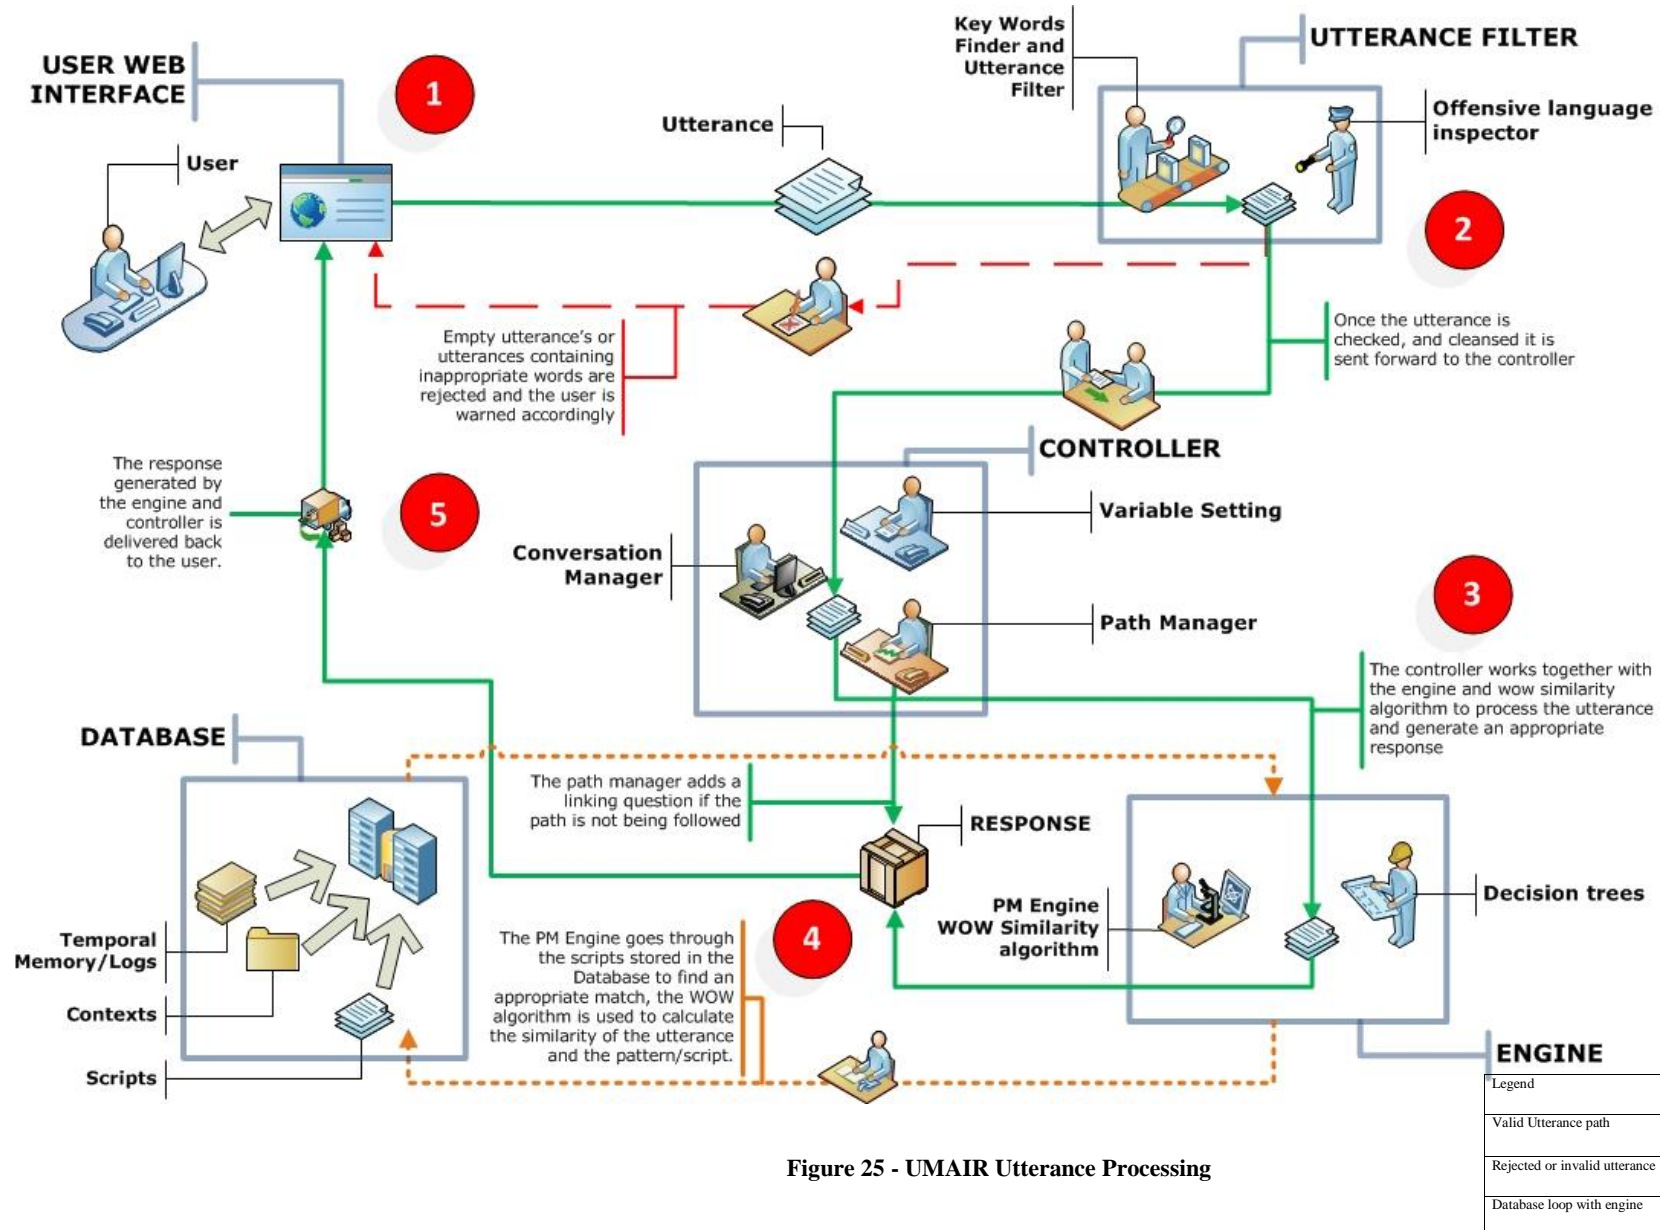 USER WEB
INTERFACE
1
User
Utterance
Key Words
Finder and
Utterance
Filter
UTTERANCE FILTER
Offensive language
inspector
2
Empty utterance's or
utterances containing
inappropriate words are
rejected and the user is
warned accordingly
Once the utterance is
checked, and cleansed it is
sent forward to the controller
CONTROLLER
The response
generated by
the engine and
controller is
delivered back
to the user.
5
Conversation
Manager
Variable Setting
Path Manager
3
The controller works together with
the engine and wow similarity
algorithm to process the utterance
and generate an appropriate
response
DATABASE
The path manager adds a
linking question if the
path is not being followed
RESPONSE
Temporal
Memory/Logs
Contexts
Scripts
The PM Engine goes through
the scripts stored in the
Database to find an
appropriate match, the WOW
algorithm is used to calculate
the similarity of the utterance
and the pattern/script.
4
PM Engine
WOW Similarity
algorithm
Decision trees
ENGINE
Legend
Valid Utterance path
Rejected or invalid utterance
Database loop with engine
Figure 25 - UMAIR Utterance Processing